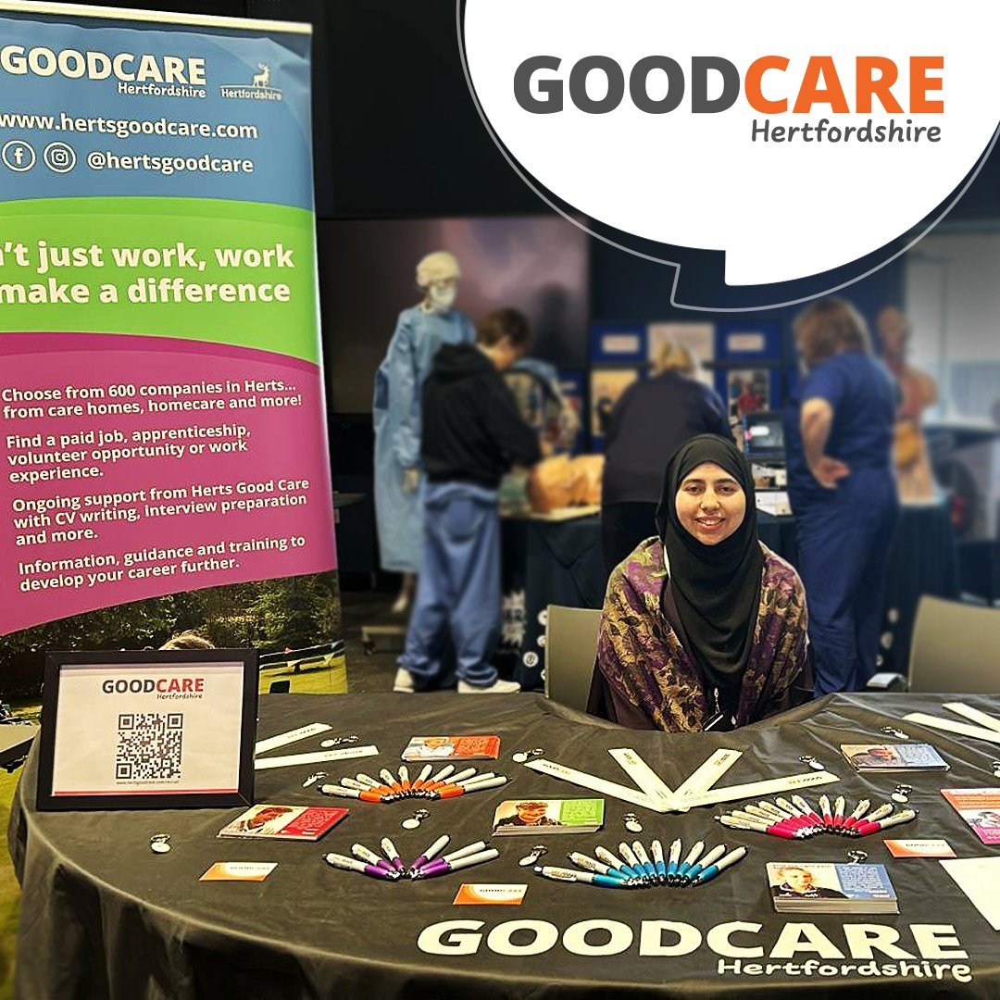 GOODCARE
Hertfordshire
Hertfordshire
www.hertsgoodcare.com
@hertsgoodcare
't just work, work
make a difference
Choose from 600 companies in Herts...
from care homes, homecare and more!
Find a paid job, apprenticeship,
volunteer opportunity or work
experience.
Ongoing support from Herts Good Care
with CV writing, interview preparation
and more.
Information, guidance and training to
develop your career further.
GOODCARE
Hertfordshire
GOODCARE
Hertfordshire
GOODCARE
Hertfordshire